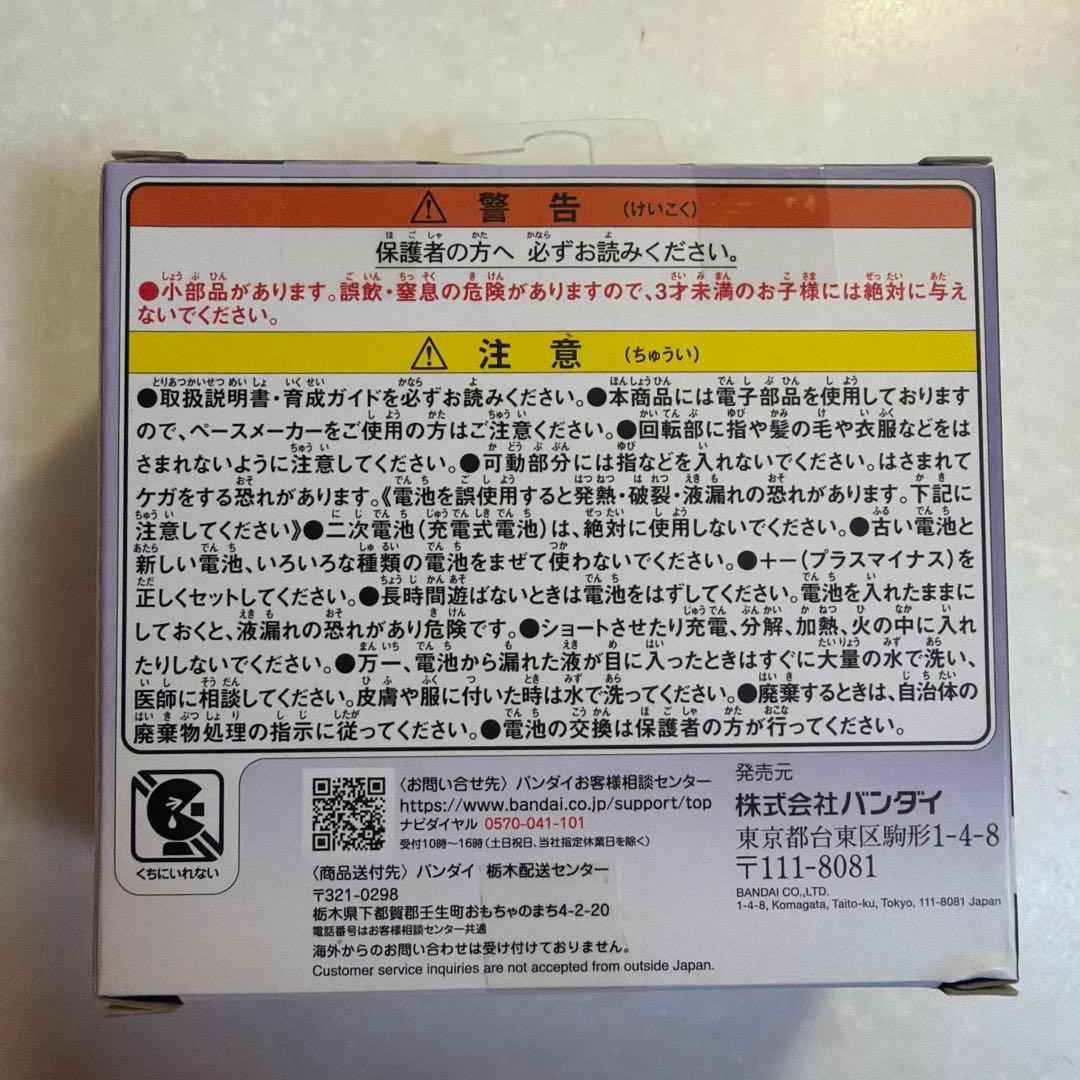 警告 (けいこく)
保護者の方へ 必ずお読みください。
●小部品があります。誤飲・窒息の危険がありますので、3才未満のお子様には絶対に与え
ないでください。
注意 (ちゅうい)
●取扱説明書・育成ガイドを必ずお読みください。●本商品には電子部品を使用しております
ので、ペースメーカーをご使用の方はご注意ください。●回転部に指や髪の毛や衣服などをは
さまれないように注意してください。●可動部分には指などを入れないでください。はさまれて
ケガをする恐れがあります。《電池を誤使用すると発熱・破裂・液漏れの恐れがあります。下記に
注意してください》●二次電池(充電式電池)は、絶対に使用しないでください。●古い電池と
新しい電池、いろいろな種類の電池をまぜて使わないでください。●+-(プラスマイナス)を
正しくセットしてください。●長時間遊ばないときは電池をはずしてください。電池を入れたままに
しておくと、液漏れの恐れがあり危険です。●ショートさせたり充電、分解、加熱、火の中に入れ
たりしないでください。●万一、電池から漏れた液が目に入ったときはすぐに大量の水で洗い、
医師に相談してください。皮膚や服に付いた時は水で洗ってください。●廃棄するときは、自治体の
廃棄物処理の指示に従ってください。●電池の交換は保護者の方が行ってください。
くちにいれない
〈お問い合せ先〉バンダイお客様相談センター
https://www.bandai.co.jp/support/top
ナビダイヤル 0570-041-101
受付10時〜16時(土日祝日、当社指定休業日を除く)
〈商品送付先〉バンダイ 栃木配送センター
〒321-0298
栃木県下都賀郡壬生町おもちゃのまち4-2-20
電話番号はお客様相談センター共通
海外からのお問い合わせは受け付けておりません。
Customer service inquiries are not accepted from outside Japan.
発売元
株式会社バンダイ
東京都台東区駒形1-4-8
〒111-8081
BANDAI CO.,LTD.
1-4-8, Komagata, Taito-ku, Tokyo, 111-8081 Japan